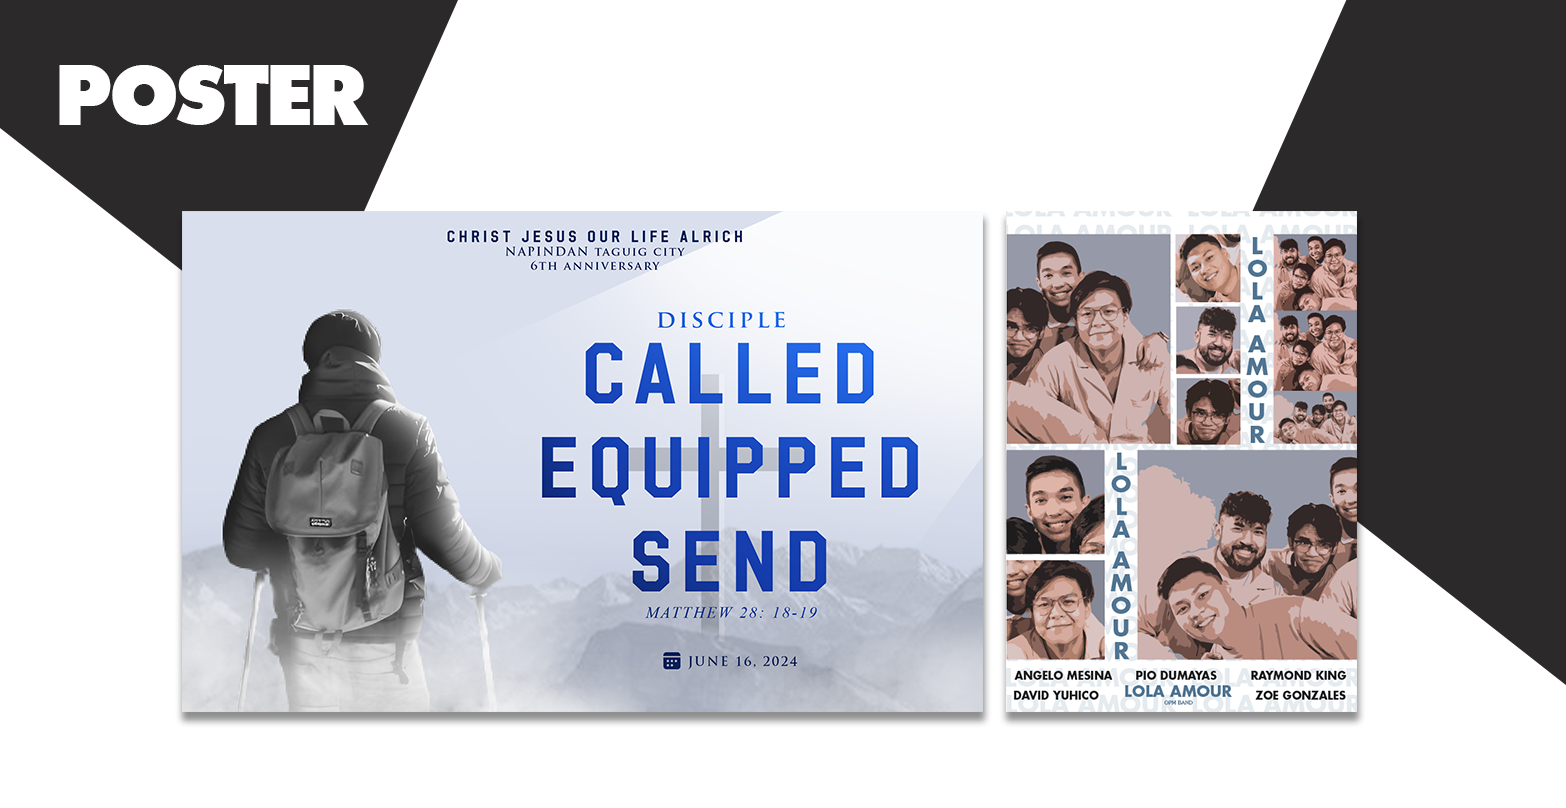 POSTER
CHRIST JESUS OUR LIFE ALRICH
NAPINDAN TAGUIG CITY
6TH ANNIVERSARY
DISCIPLE
CALLED
EQUIPPED
SEND
MATTHEW 28: 18-19
JUNE 16, 2024
LOLA AMOUR LOLA AMOUR
LOLA AMOUR
LOLA AMOUR
ANGELO MESINA
PIO DUMAYAS
RAYMOND KING
DAVID YUHICO
LOLA AMOUR
ZOE GONZALES
OPM BAND
LOLA AMOUR LOLA AMOUR